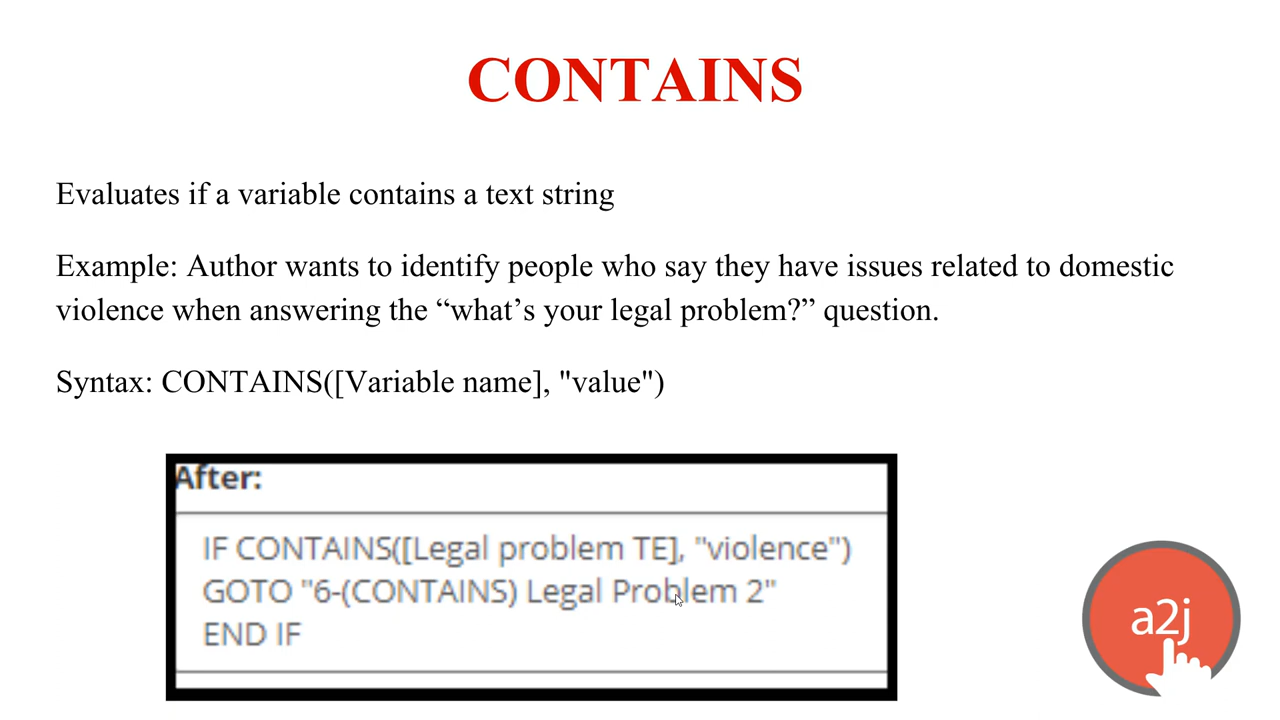 CONTAINS
Evaluates if a variable contains a text string
Example: Author wants to identify people who say they have issues related to domestic
violence when answering the “what’s your legal problem?” question.
Syntax: CONTAINS([Variable name], "value")
After:
IF CONTAINS([Legal problem TE], "violence")
GOTO "6-(CONTAINS) Legal Problem 2"
END IF
a2j